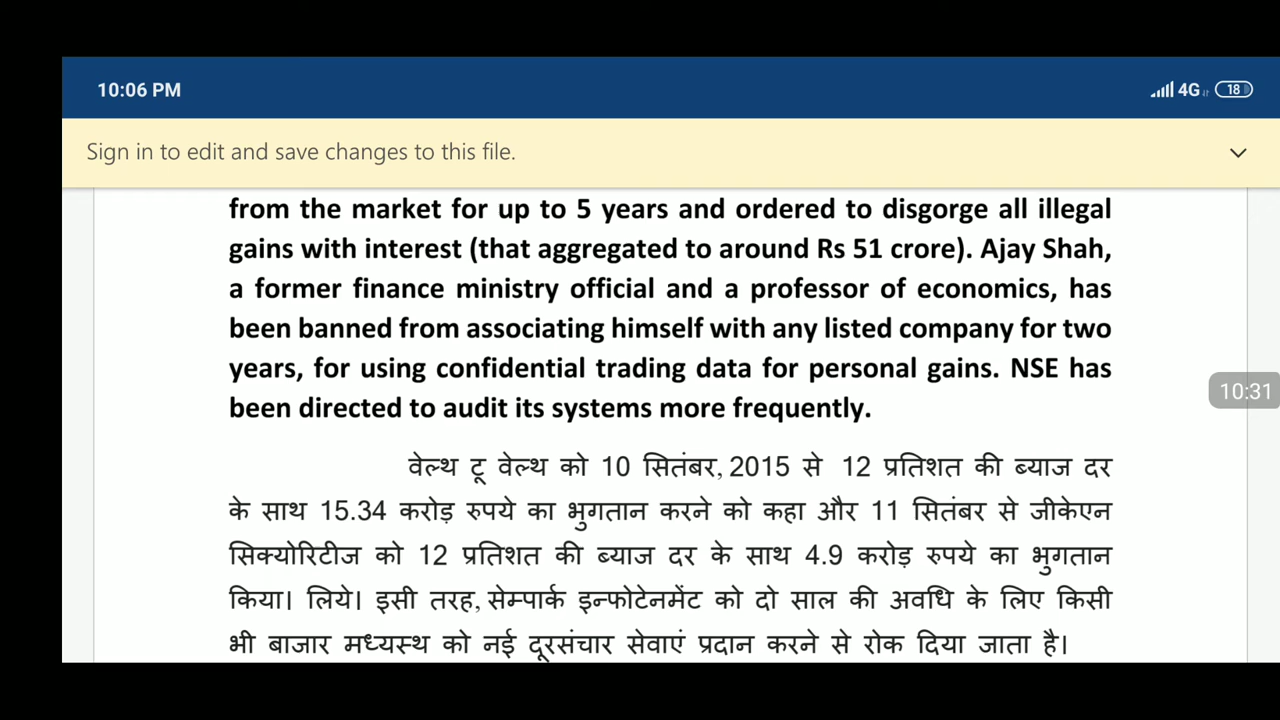 10:06 PM
4G
18
Sign in to edit and save changes to this file.
from the market for up to 5 years and ordered to disgorge all illegal
gains with interest (that aggregated to around Rs 51 crore). Ajay Shah,
a former finance ministry official and a professor of economics, has
been banned from associating himself with any listed company for two
years, for using confidential trading data for personal gains. NSE has
been directed to audit its systems more frequently.
10:31
वेल्थ टू वेल्थ को 10 सितंबर, 2015 से 12 प्रतिशत की ब्याज दर
के साथ 15.34 करोड़ रुपये का भुगतान करने को कहा और 11 सितंबर से जीकेएन
सिक्योरिटीज को 12 प्रतिशत की ब्याज दर के साथ 4.9 करोड़ रुपये का भुगतान
किया। लिये। इसी तरह, सेम्पार्क इन्फोटेनमेंट को दो साल की अवधि के लिए किसी
भी बाजार मध्यस्थ को नई दूरसंचार सेवाएं प्रदान करने से रोक दिया जाता है।